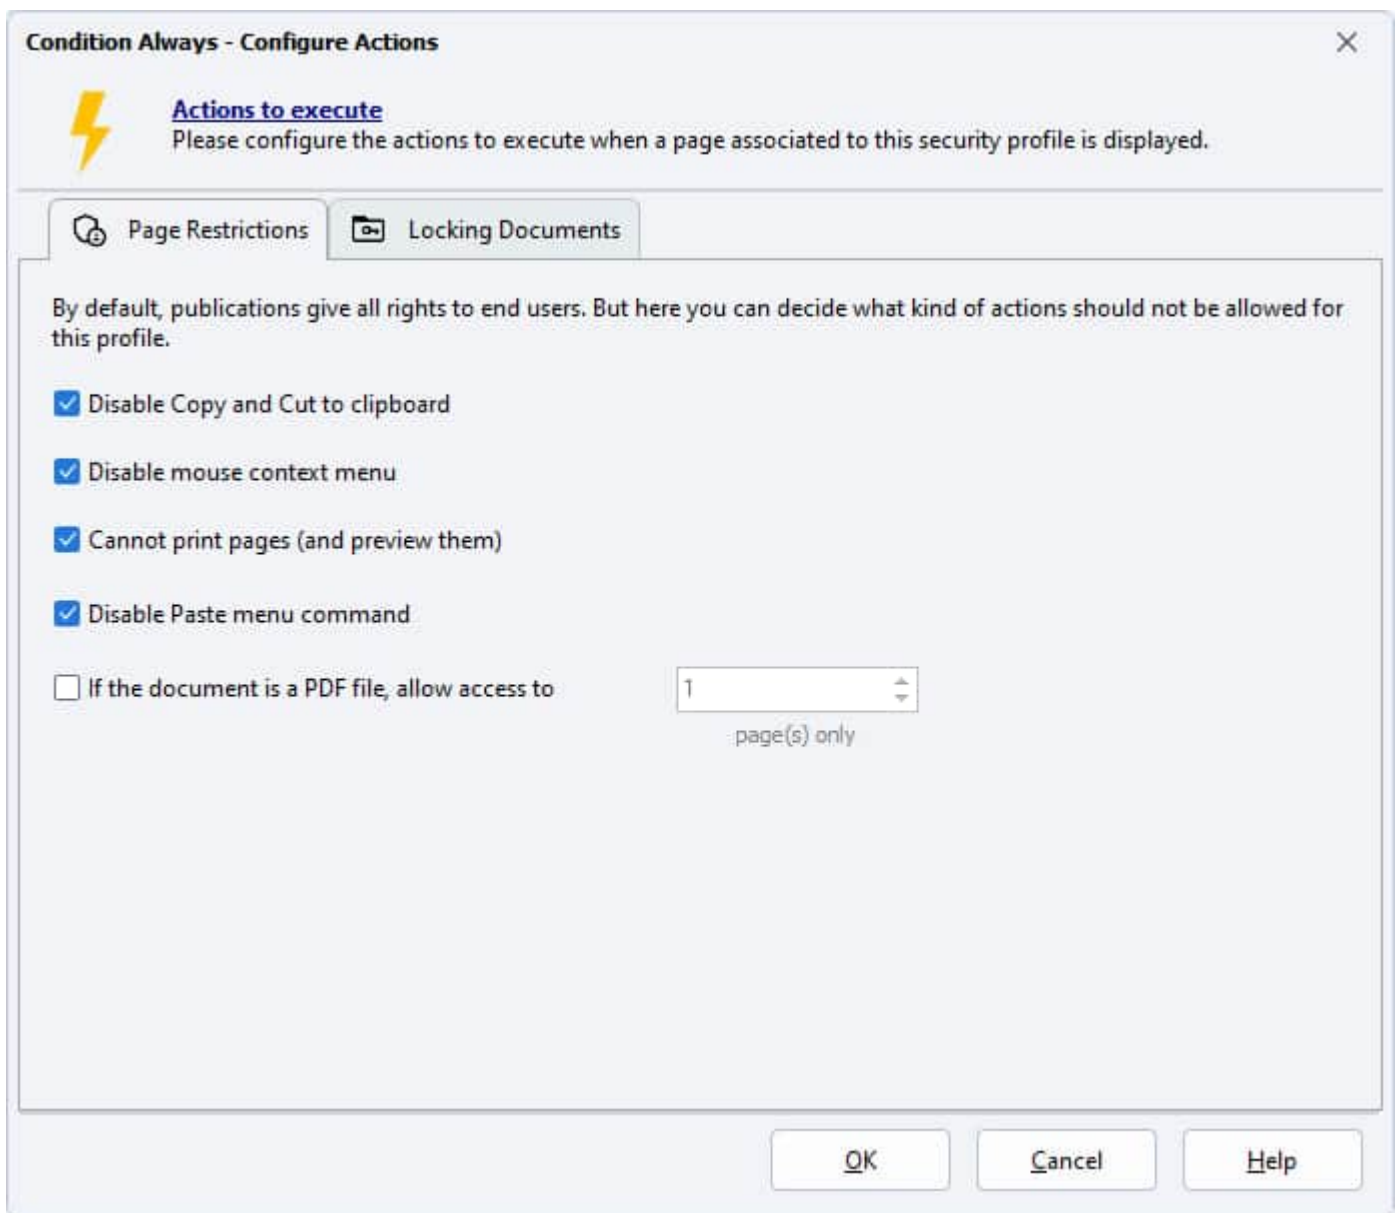 Condition Always - Configure Actions
Actions to execute
Please configure the actions to execute when a page associated to this security profile is displayed.
Page Restrictions
Locking Documents
By default, publications give all rights to end users. But here you can decide what kind of actions should not be allowed for
this profile.
Disable Copy and Cut to clipboard
Disable mouse context menu
Cannot print pages (and preview them)
Disable Paste menu command
If the document is a PDF file, allow access to
1
page(s) only
OK
Cancel
Help